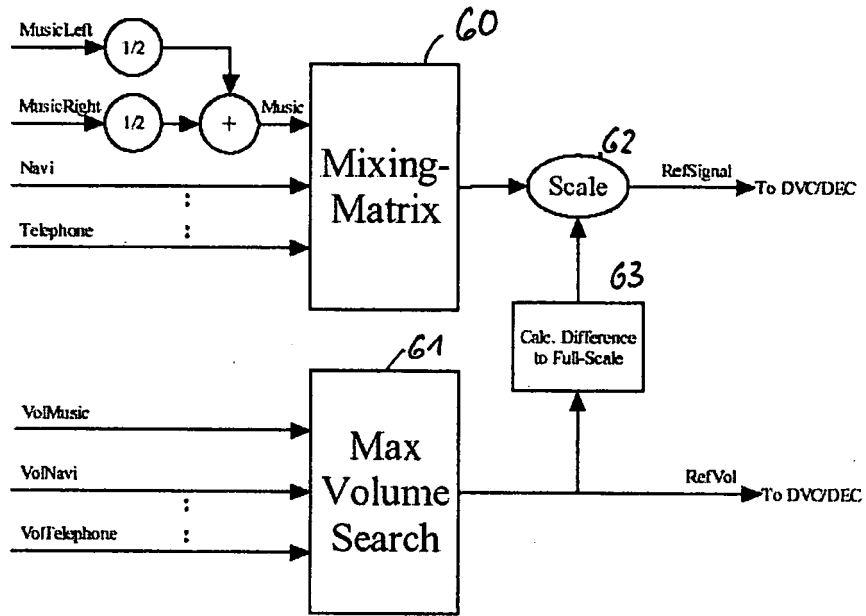 60
MusicLeft
1/2
MusicRight
1/2
+
Music
Mixing-
Matrix
Navi
Telephone
62
Scale
RefSignal
To DVC/DEC
63
Calc. Difference
to Full-Scale
61
VolMusic
Max
Volume
Search
VolNavi
VolTelephone
RefVol
To DVC/DEC